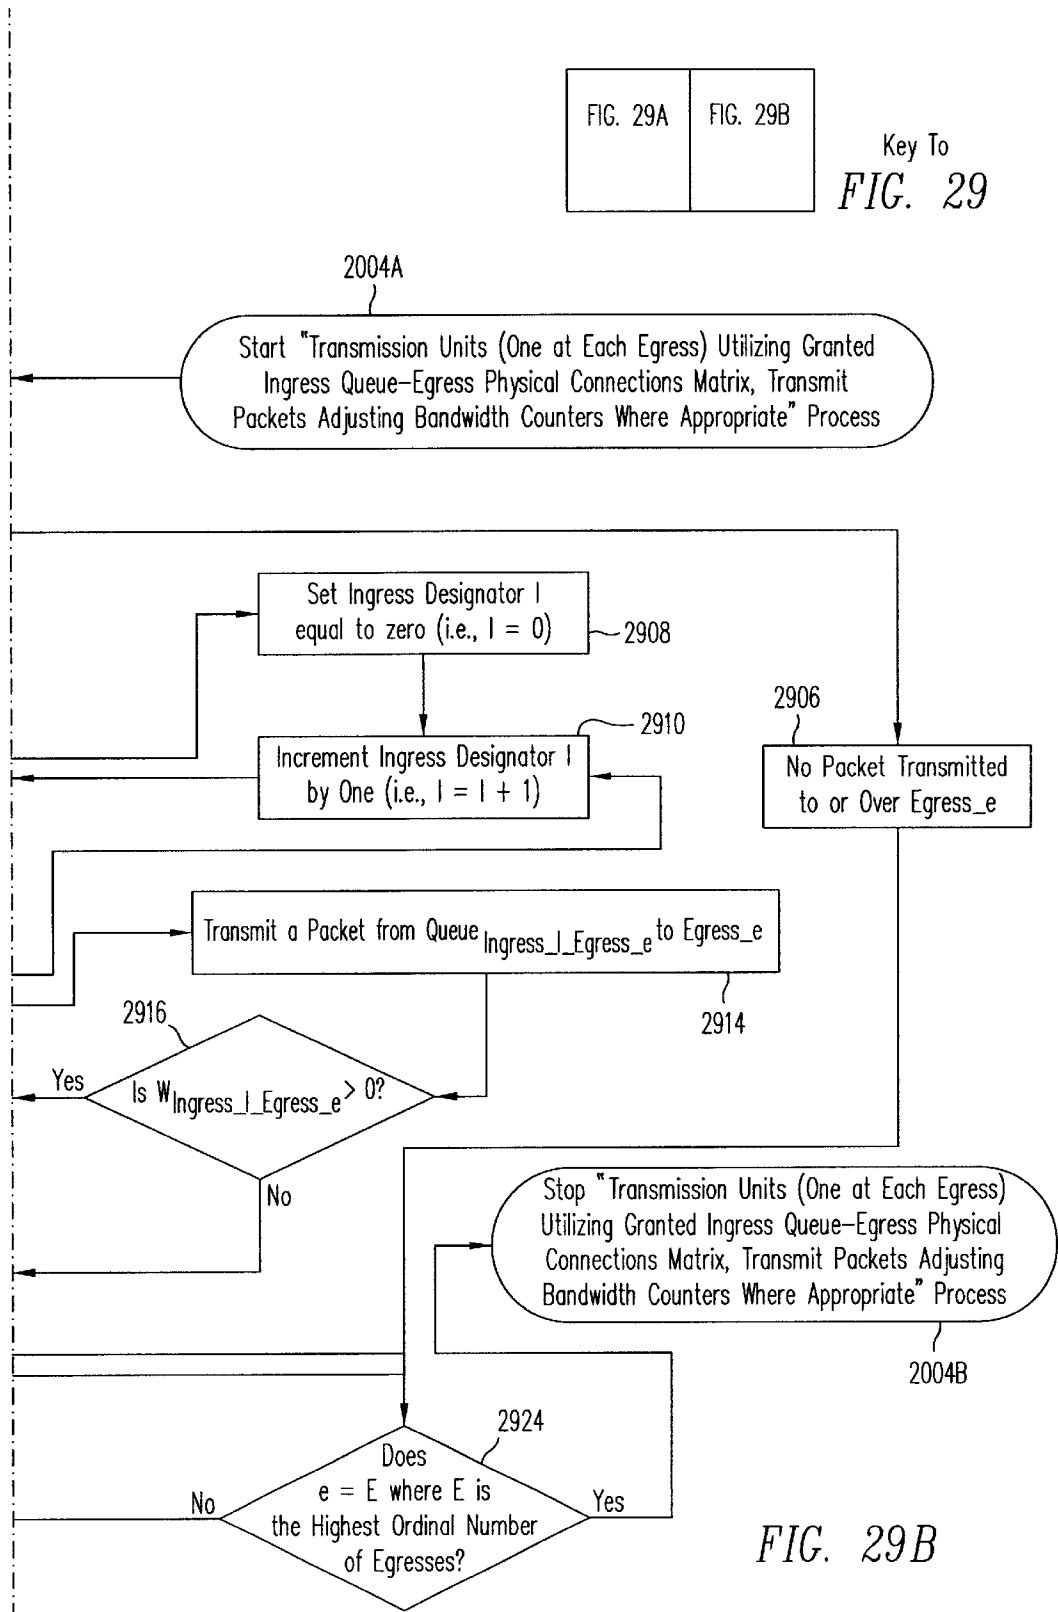 FIG. 29A
FIG. 29B
Key To
FIG. 29
2004A
Start "Transmission Units (One at Each Egress) Utilizing Granted
Ingress Queue-Egress Physical Connections Matrix, Transmit
Packets Adjusting Bandwidth Counters Where Appropriate" Process
Set Ingress Designator I
equal to zero (i.e., I = 0)
2908
2910
Increment Ingress Designator I
by One (i.e., I = I + 1)
2906
No Packet Transmitted
to or Over Egress_e
Transmit a Packet from Queue Ingress_I_Egress_e to Egress_e
2914
2916
Yes
Is W Ingress_I_Egress_e > 0?
No
Stop "Transmission Units (One at Each Egress)
Utilizing Granted Ingress Queue-Egress Physical
Connections Matrix, Transmit Packets Adjusting
Bandwidth Counters Where Appropriate" Process
2004B
2924
Does
e = E where E is
the Highest Ordinal Number
of Egresses?
No
Yes
FIG. 29B